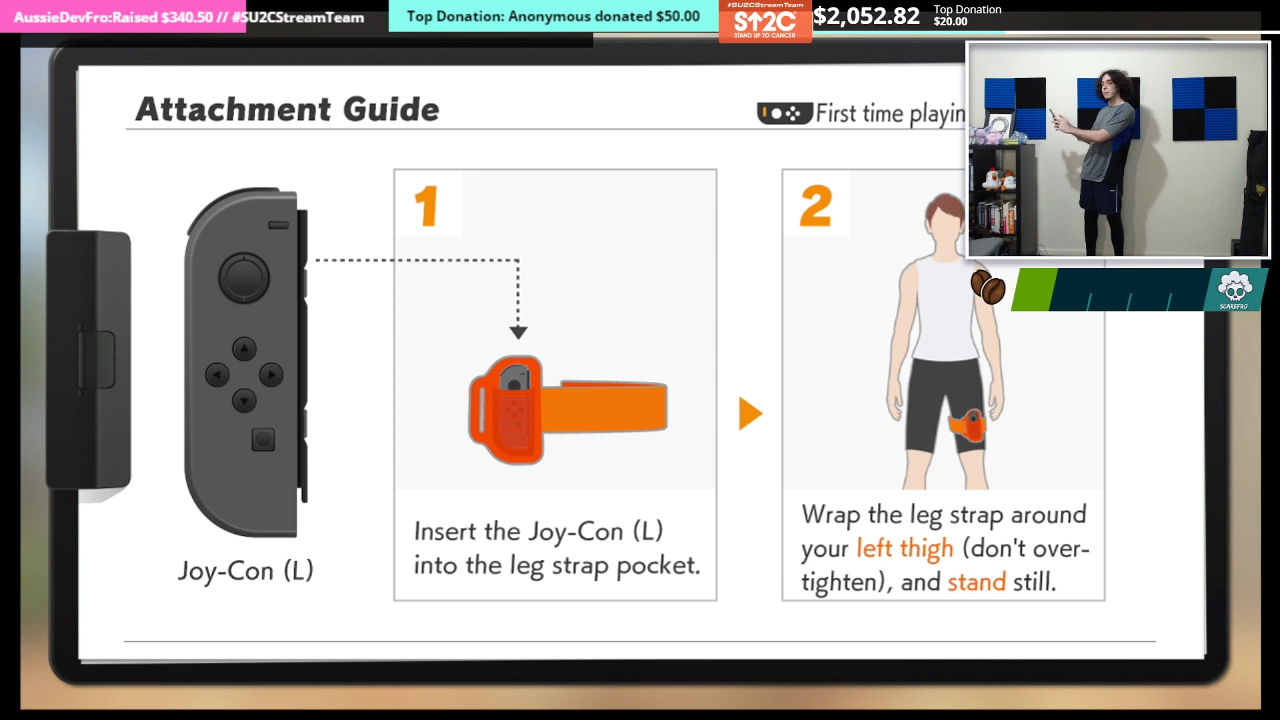 AussieDevFro:Raised $340.50 // #SU2CStreamTeam
Top Donation: Anonymous donated $50.00
#SU2CStreamTeam
SU2C
STAND UP TO CANCER
$2,052.82
Top Donation
$20.00
Attachment Guide
First time playin
1
2
SCAREFRO
Insert the Joy-Con (L)
into the leg strap pocket.
Wrap the leg strap around
your left thigh (don't over-
tighten), and stand still.
Joy-Con (L)